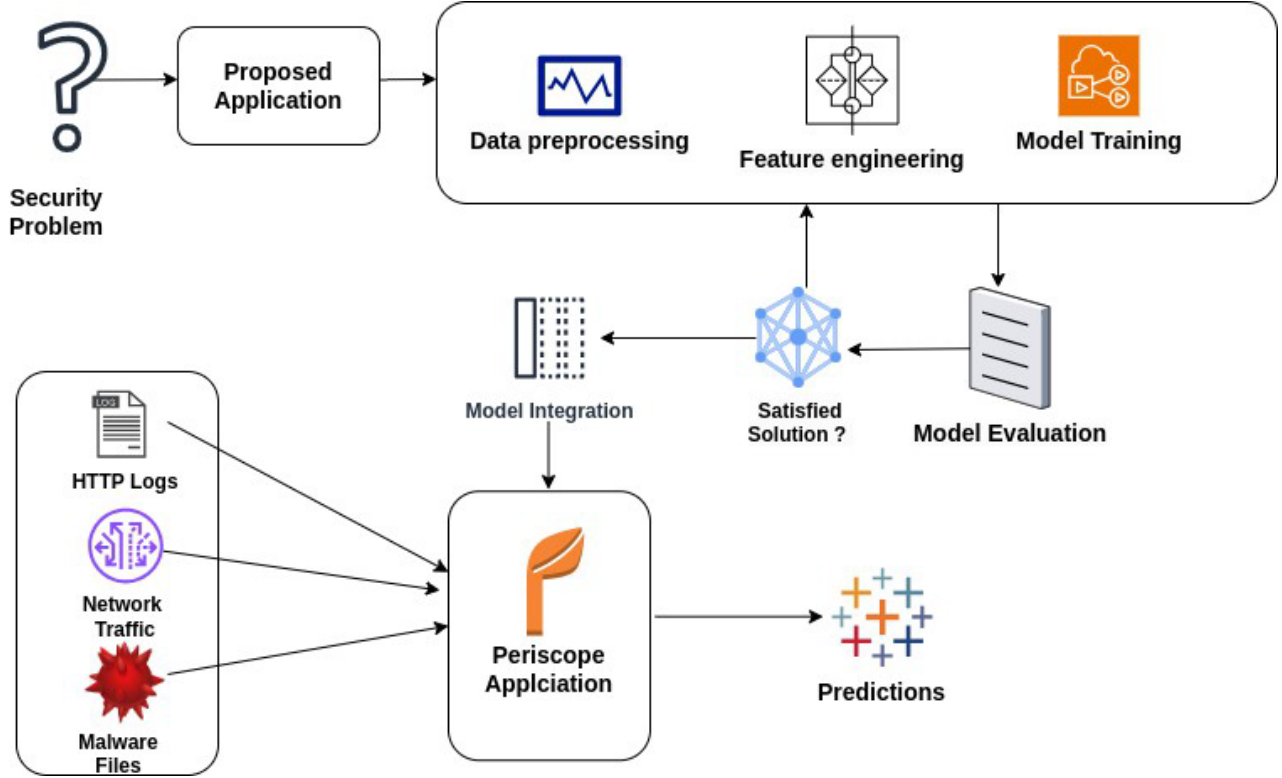 Proposed
Application
Data preprocessing
Feature engineering
Model Training
Security
Problem
Model Integration
Satisfied
Solution ?
Model Evaluation
LOG
HTTP Logs
Network
Traffic
Malware
Files
Periscope
Applciation
Predictions